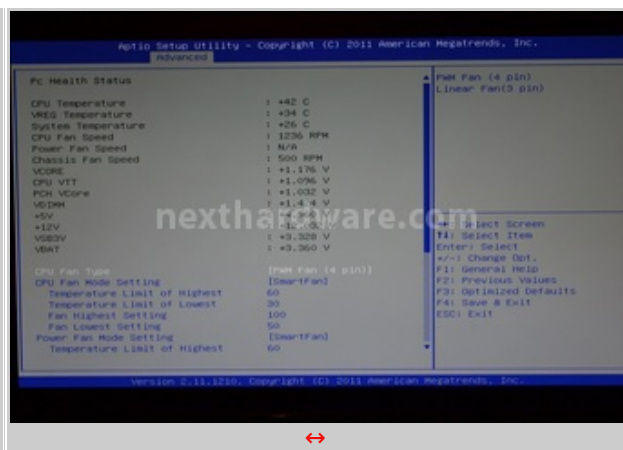 Aptio Setup Utility - Copyright (C) 2011 American Megatrends, Inc.
Advanced
Pc Health Status
CPU Temperature : +42 C
VREG Temperature : +34 C
System Temperature : +26 C
CPU Fan Speed : 1236 RPM
Power Fan Speed : N/A
Chassis Fan Speed : 500 RPM
VCORE : +1.176 V
CPU VTT : +1.096 V
PCH VCore : +1.032 V
VDIMM
+5V
+12V
VSB3V : +3.328 V
VBAT : +3.360 V
CPU Fan Type [PWM Fan (4 pin)]
CPU Fan Mode Setting [SmartFan]
Temperature Limit of Highest 60
Temperature Limit of Lowest 30
Fan Highest Setting 100
Fan Lowest Setting 50
Power Fan Mode Setting [SmartFan]
Temperature Limit of Highest 60
PWM Fan (4 pin)
Linear Fan(3 pin)
Select Screen
↑↓: Select Item
Enter: Select
+/-: Change Opt.
F1: General Help
F2: Previous Values
F3: Optimized Defaults
F4: Save & Exit
ESC: Exit
Version 2.11.1210. Copyright (C) 2011 American Megatrends, Inc.
nexthardware.com